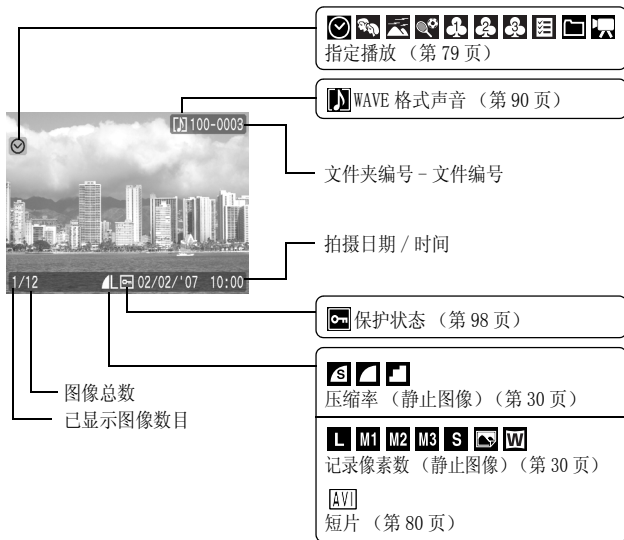 指定播放 （第 79 页）
WAVE 格式声音 （第 90 页）
100-0003
文件夹编号 – 文件编号
拍摄日期 / 时间
1/12 L 02/02/'07 10:00
保护状态 （第 98 页）
S
压缩率 （静止图像）（第 30 页）
图像总数
已显示图像数目
L M1 M2 M3 S W
记录像素数 （静止图像）（第 30 页）
AVI
短片 （第 80 页）